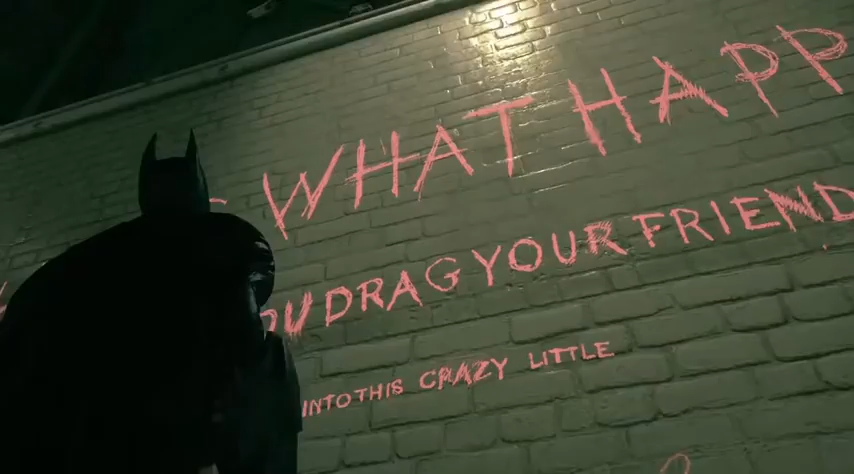 WHAT HAPP
OU DRAG YOUR FRIEND
INTO THIS CRAZY LITTLE